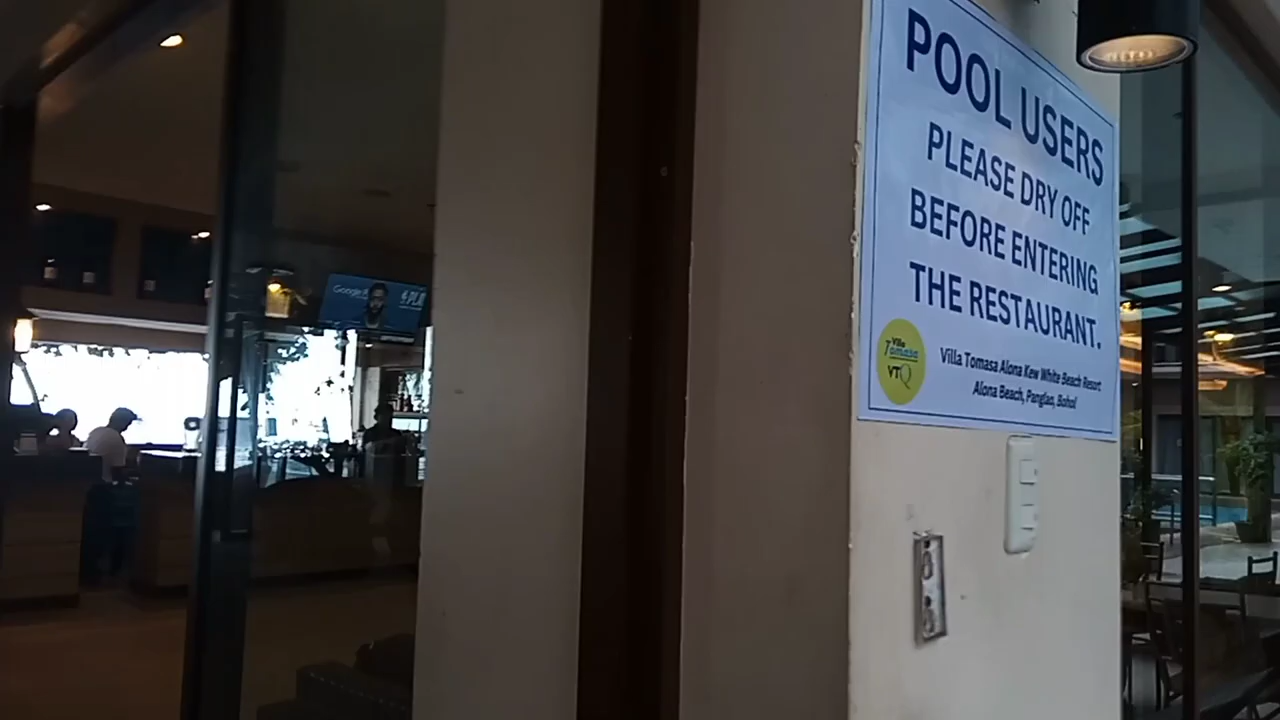 POOL USERS
PLEASE DRY OFF
BEFORE ENTERING
THE RESTAURANT.
Villa
Tomasa
VTQ
Villa Tomasa Alona Kew White Beach Resort
Alona Beach, Panglao, Bohol
Google